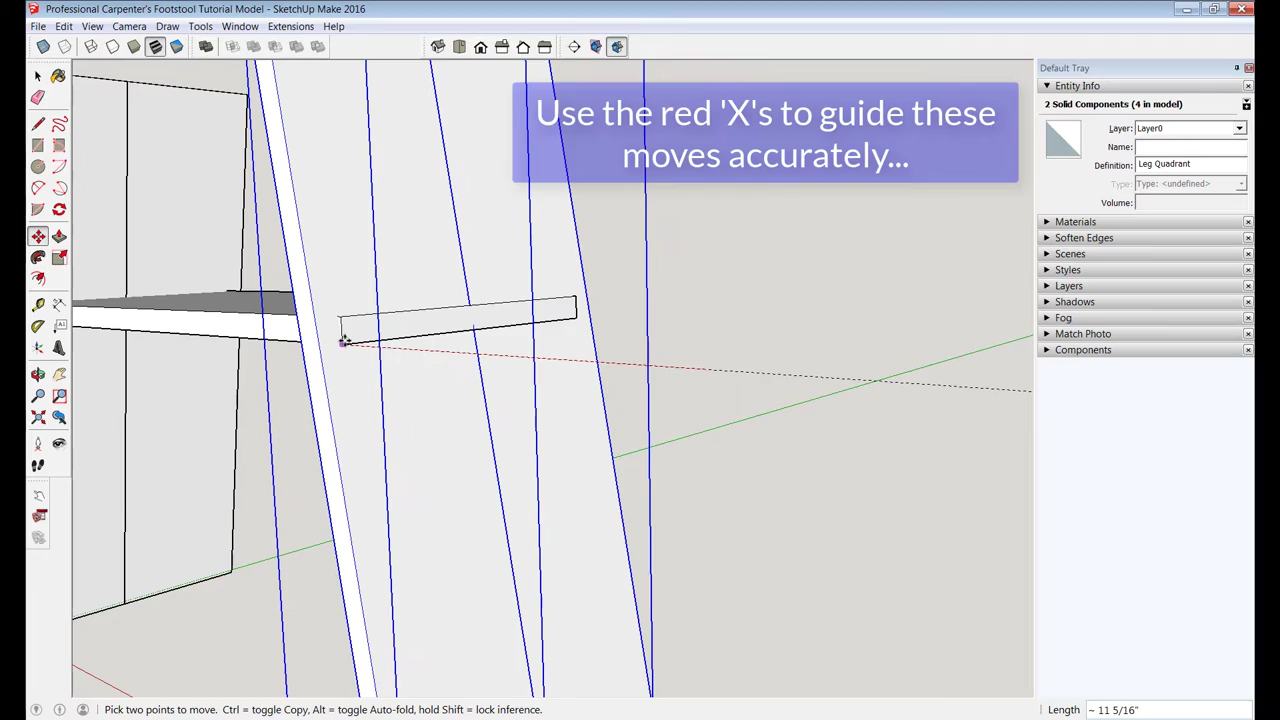 Professional Carpenter's Footstool Tutorial Model - SketchUp Make 2016
File Edit View Camera Draw Tools Window Extensions Help
Use the red 'X's to guide these
moves accurately...
Default Tray
Entity Info
2 Solid Components (4 in model)
Layer: Layer0
Name:
Definition: Leg Quadrant
Type: Type: <undefined>
Volume:
Materials
Soften Edges
Scenes
Styles
Layers
Shadows
Fog
Match Photo
Components
Pick two points to move. Ctrl = toggle Copy, Alt = toggle Auto-fold, hold Shift = lock inference.
Length ~ 11 5/16"